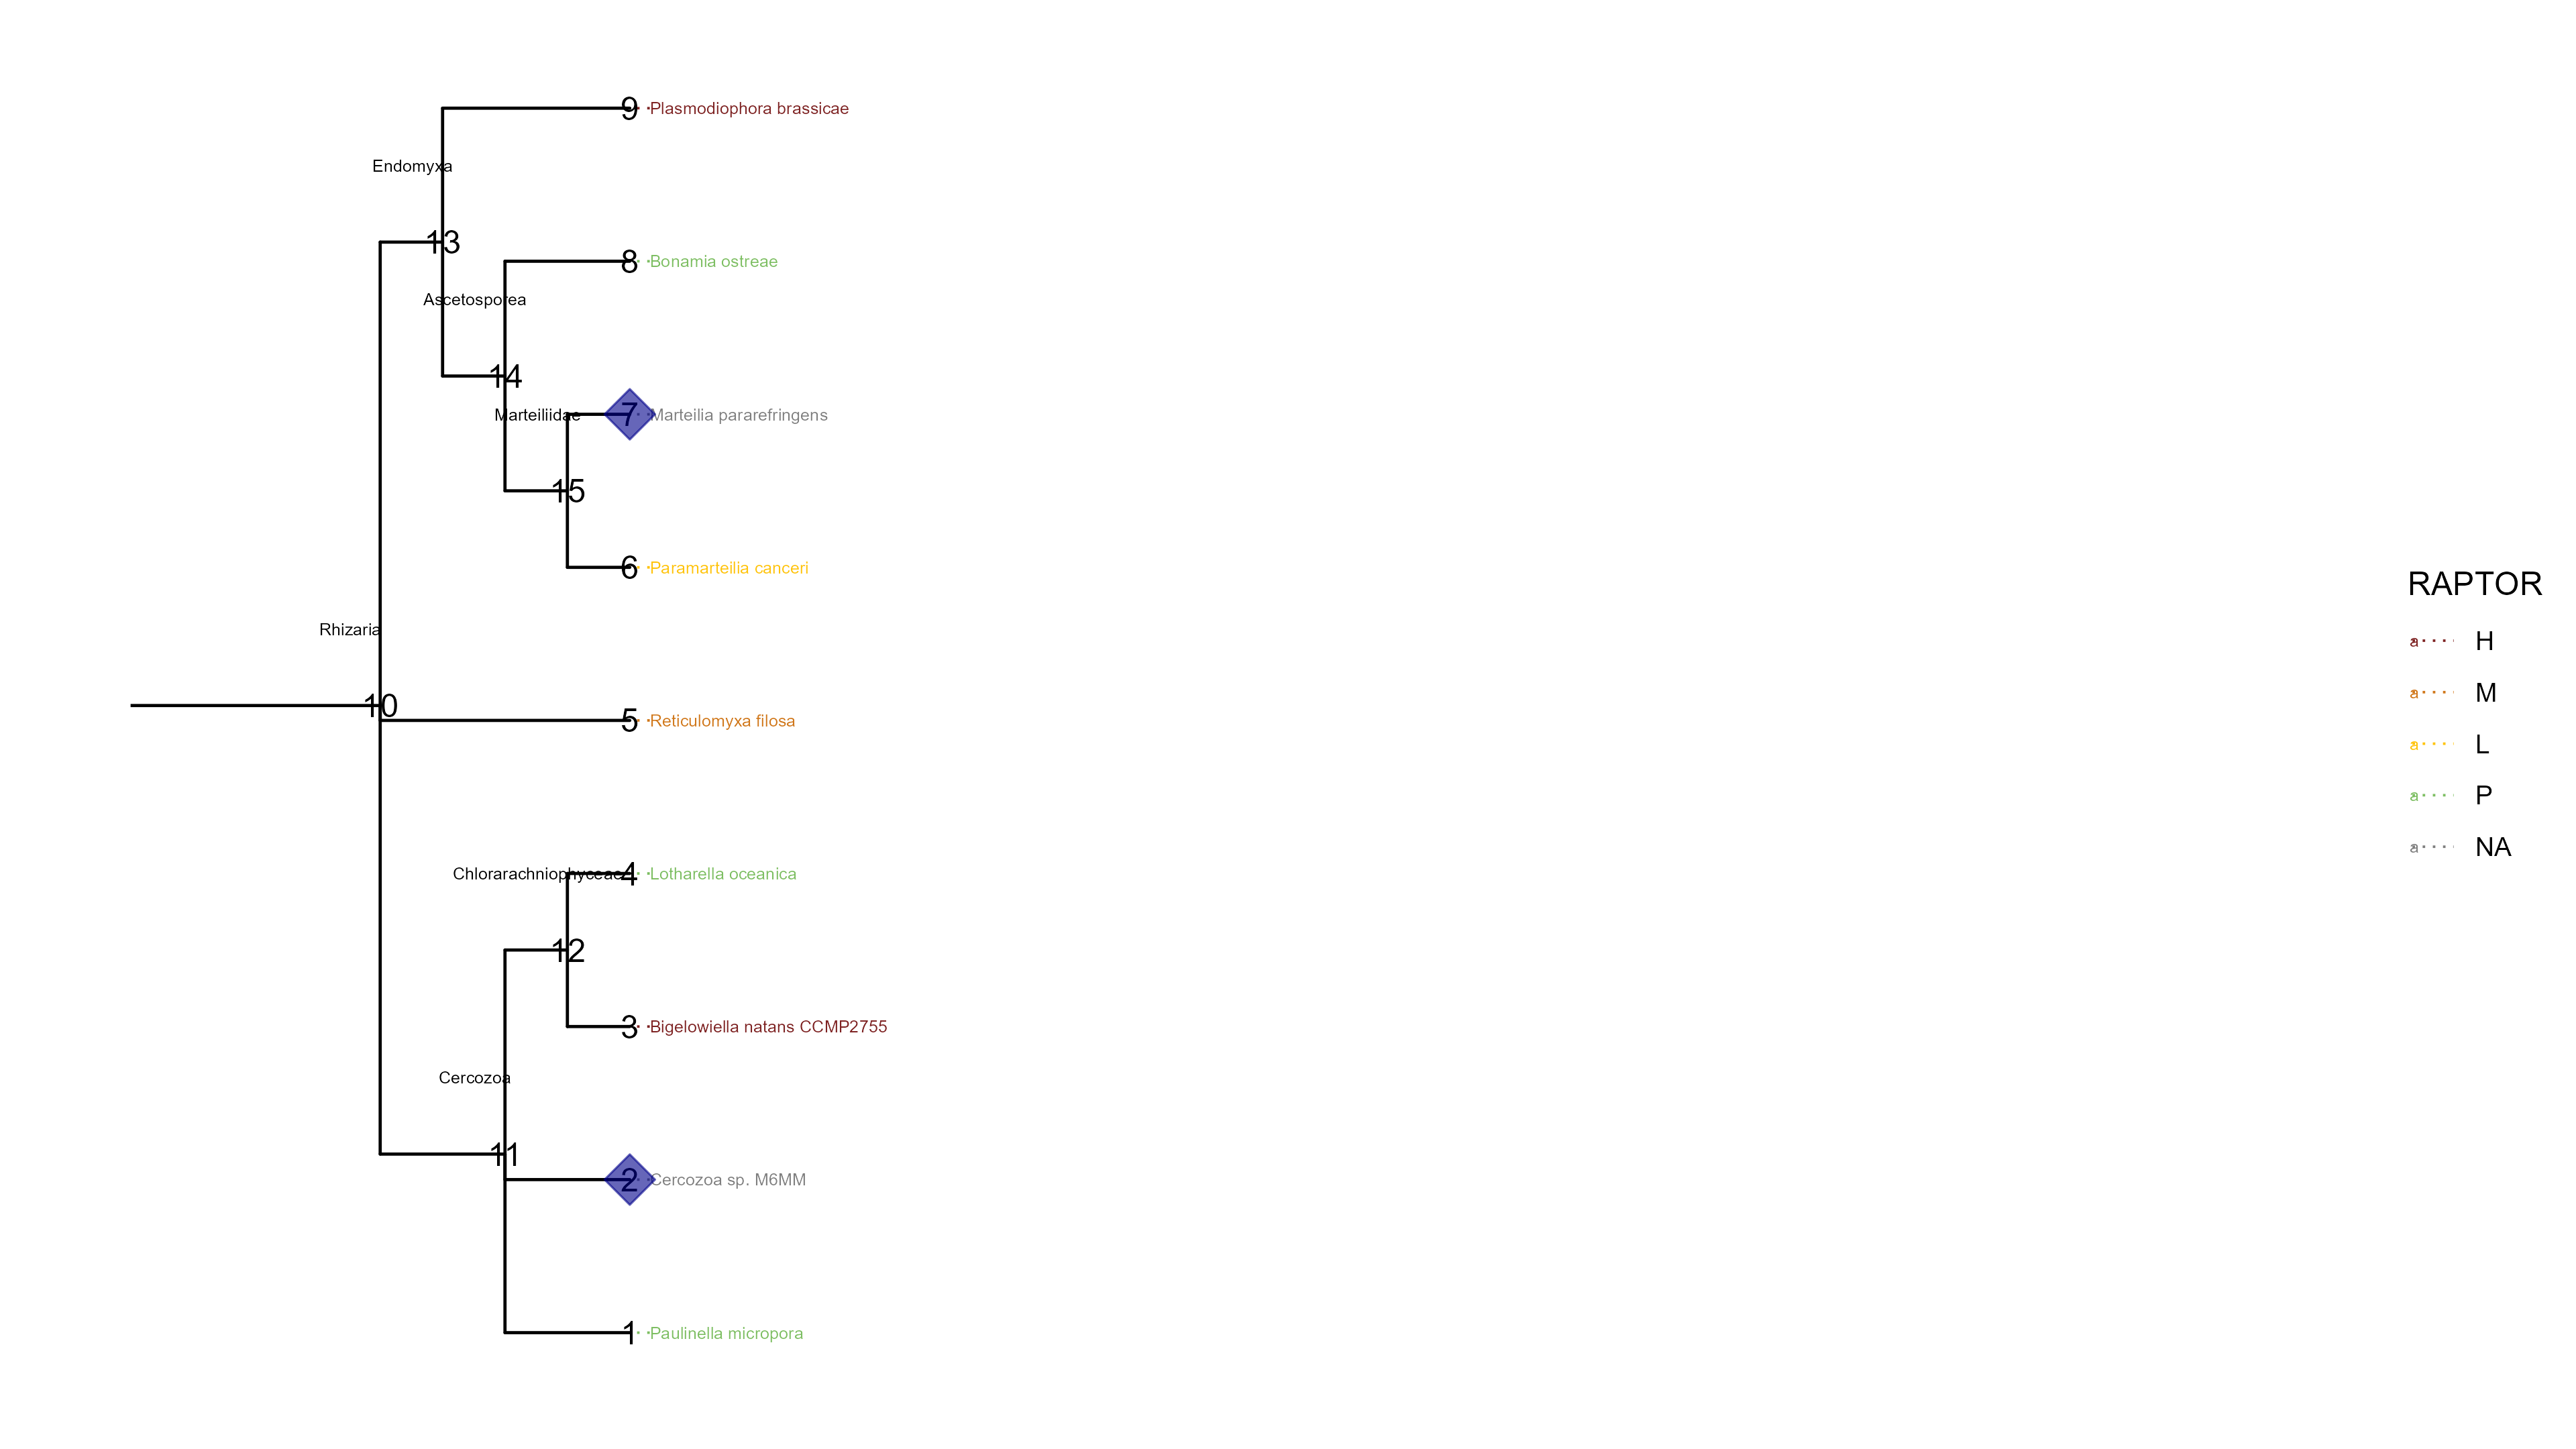 9 Plasmodiophora brassicae
Endomyxa
13
8 Bonamia ostreae
Ascetosporea
14
Marteiliidae 7 Marteilia pararefringens
15
6 Paramarteilia canceri
RAPTOR
Rhizaria
a H
a M
10
5 Reticulomyxa filosa
a L
a P
a NA
Chlorarachniophyceae 4 Lotharella oceanica
12
3 Bigelowiella natans CCMP2755
Cercozoa
11
2 Cercozoa sp. M6MM
1 Paulinella micropora